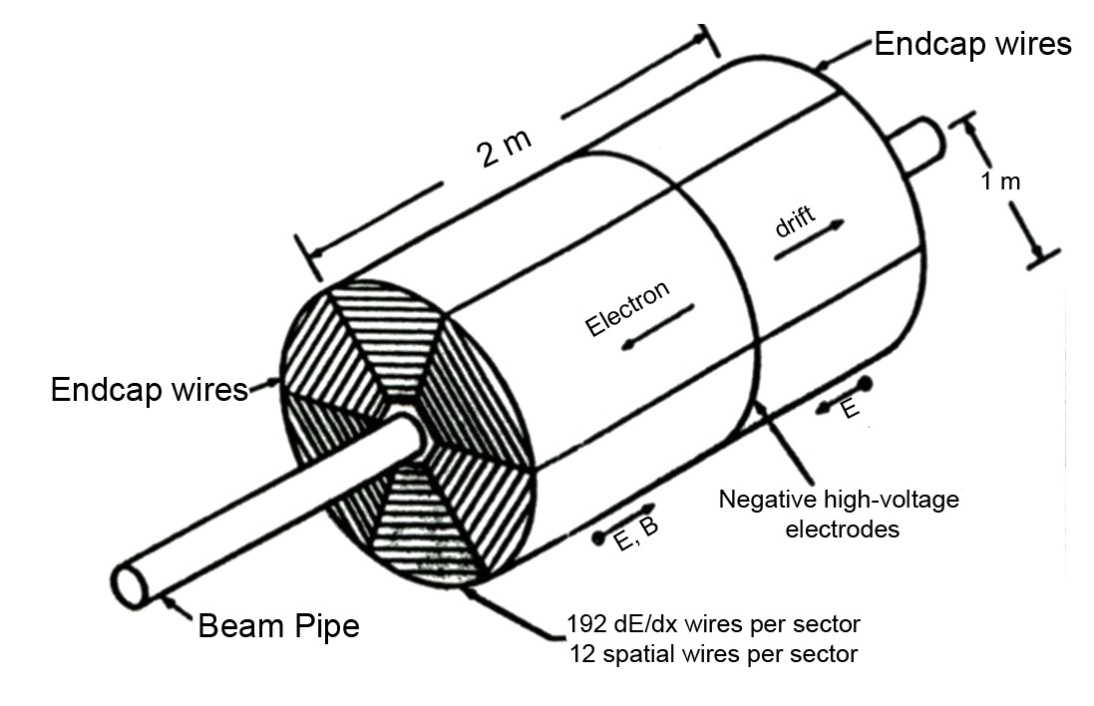 Endcap wires
2 m
1 m
drift
Electron
Endcap wires
E
Negative high-voltage
electrodes
E, B
192 dE/dx wires per sector
12 spatial wires per sector
Beam Pipe